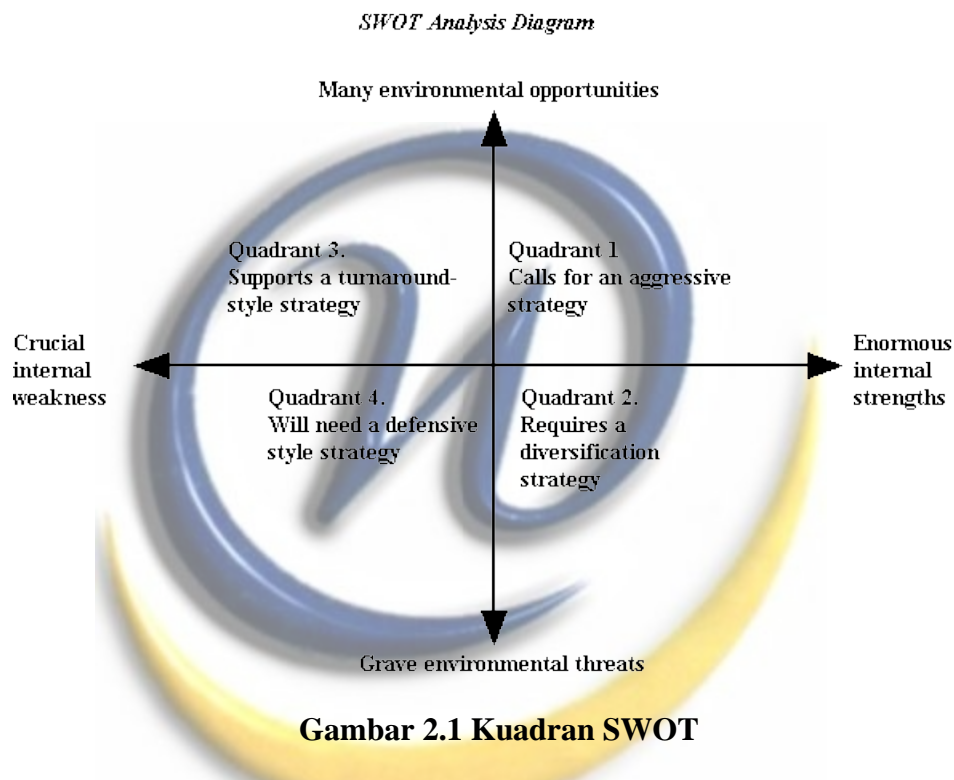 SWOT Analysis Diagram
Many environmental opportunities
Quadrant 3.
Supports a turnaround-
style strategy
Quadrant 1
Calls for an aggressive
strategy
Crucial
internal
weakness
Enormous
internal
strengths
Quadrant 4.
Will need a defensive
style strategy
Quadrant 2.
Requires a
diversification
strategy
Grave environmental threats
Gambar 2.1 Kuadran SWOT